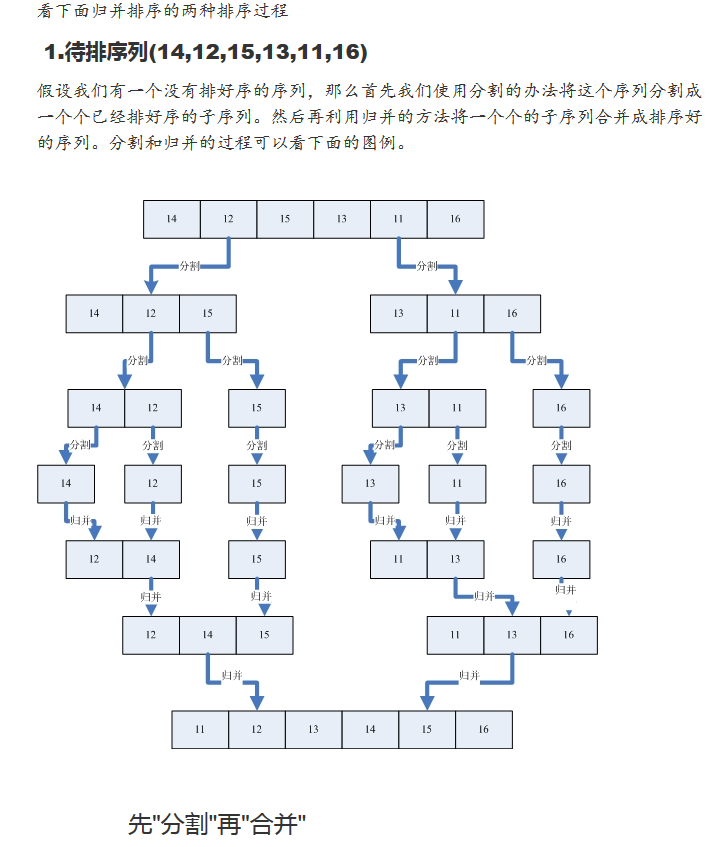 看下面归并排序的两种排序过程
1.待排序列(14,12,15,13,11,16)
假设我们有一个没有排好序的序列，那么首先我们使用分割的办法将这个序列分割成
一个个已经排好序的子序列。然后再利用归并的方法将一个个的子序列合并成排序好
的序列。分割和归并的过程可以看下面的图例。
14 12 15 13 11 16
分割 分割
14 12 15 13 11 16
分割 分割 分割 分割
14 12 15 13 11 16
分割 分割 分割 分割 分割 分割
14 12 15 13 11 16
归并 归并 归并 归并 归并 归并
12 14 15 11 13 16
归并 归并 归并 归并
12 14 15 11 13 16
归并 归并
11 12 13 14 15 16
先"分割"再"合并"